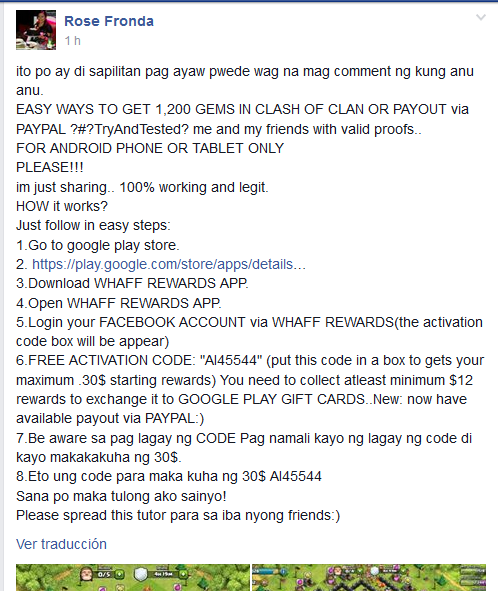 Rose Fronda
1 h
ito po ay di sapilitan pag ayaw pwede wag na mag comment ng kung anu
anu.
EASY WAYS TO GET 1,200 GEMS IN CLASH OF CLAN OR PAYOUT via
PAYPAL ?#?TryAndTested? me and my friends with valid proofs..
FOR ANDROID PHONE OR TABLET ONLY
PLEASE!!!
im just sharing.. 100% working and legit.
HOW it works?
Just follow in easy steps:
1.Go to google play store.
2. https://play.google.com/store/apps/details…
3.Download WHAFF REWARDS APP.
4.Open WHAFF REWARDS APP.
5.Login your FACEBOOK ACCOUNT via WHAFF REWARDS(the activation
code box will be appear)
6.FREE ACTIVATION CODE: "AI45544" (put this code in a box to gets your
maximum .30$ starting rewards) You need to collect atleast minimum $12
rewards to exchange it to GOOGLE PLAY GIFT CARDS..New: now have
available payout via PAYPAL:)
7.Be aware sa pag lagay ng CODE Pag namali kayo ng lagay ng code di
kayo makakakuha ng 30$.
8.Eto ung code para maka kuha ng 30$ AI45544
Sana po maka tulong ako sainyo!
Please spread this tutor para sa iba nyong friends:)
Ver traducción
0/5